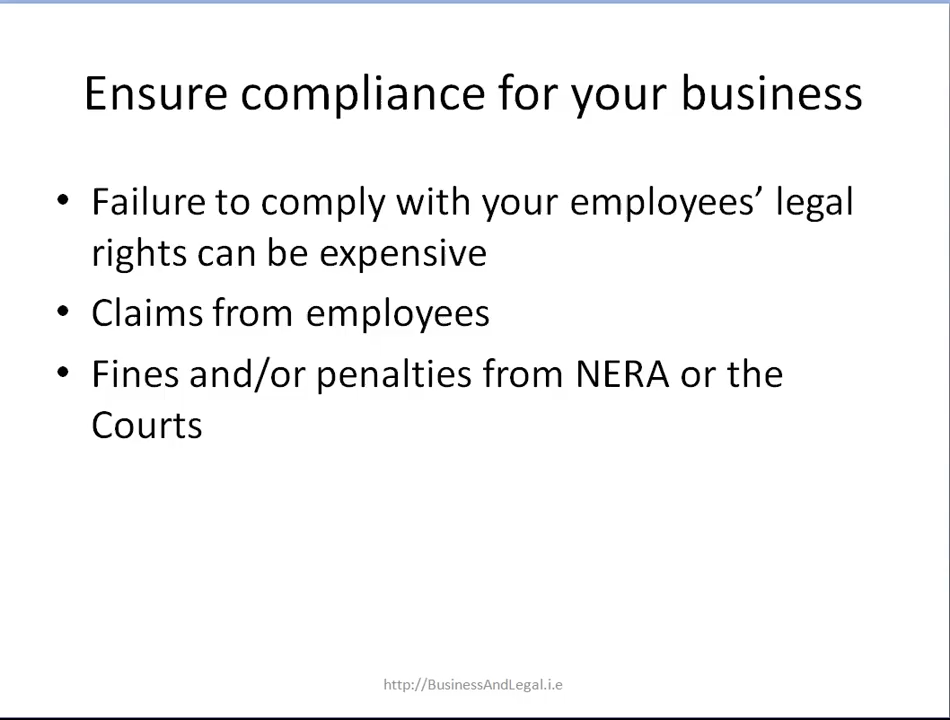 Ensure compliance for your business
• Failure to comply with your employees’ legal
rights can be expensive
• Claims from employees
• Fines and/or penalties from NERA or the
Courts
http://BusinessAndLegal.i.e